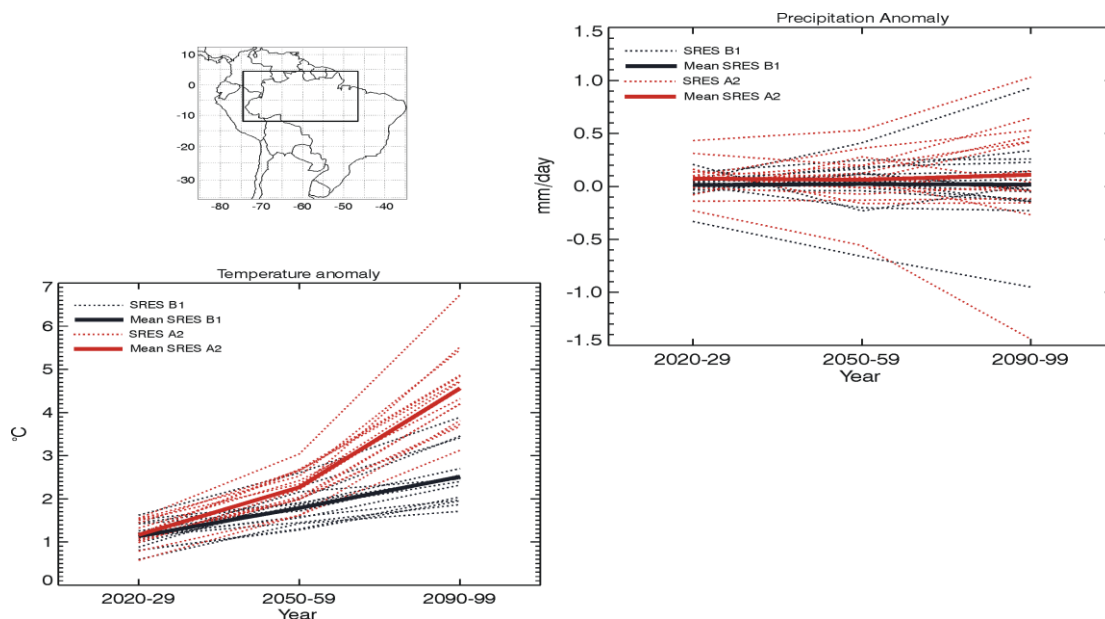 10
0
-10
-20
-30
-80 -70 -60 -50 -40
Precipitation Anomaly
1.5
1.0
0.5
0.0
-0.5
-1.0
-1.5
mm/day
SRES B1
Mean SRES B1
SRES A2
Mean SRES A2
2020-29 2050-59 2090-99
Year
Temperature anomaly
7
6
5
4
3
2
1
0
°C
SRES B1
Mean SRES B1
SRES A2
Mean SRES A2
2020-29 2050-59 2090-99
Year